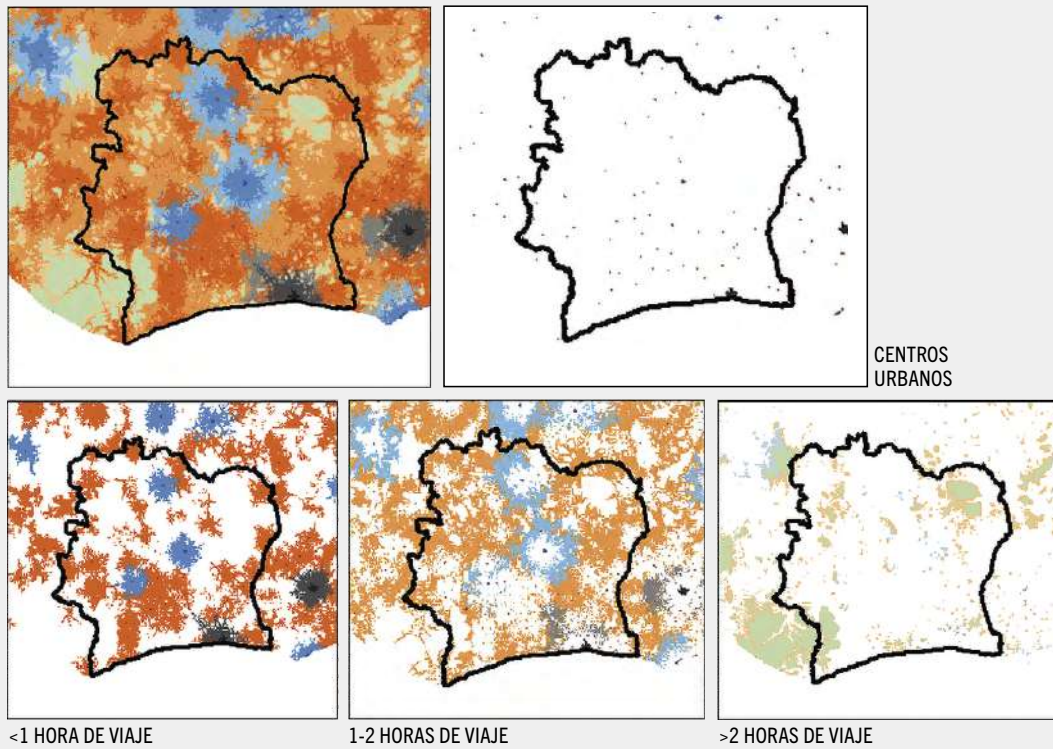 CENTROS
URBANOS
<1 HORA DE VIAJE
1-2 HORAS DE VIAJE
>2 HORAS DE VIAJE